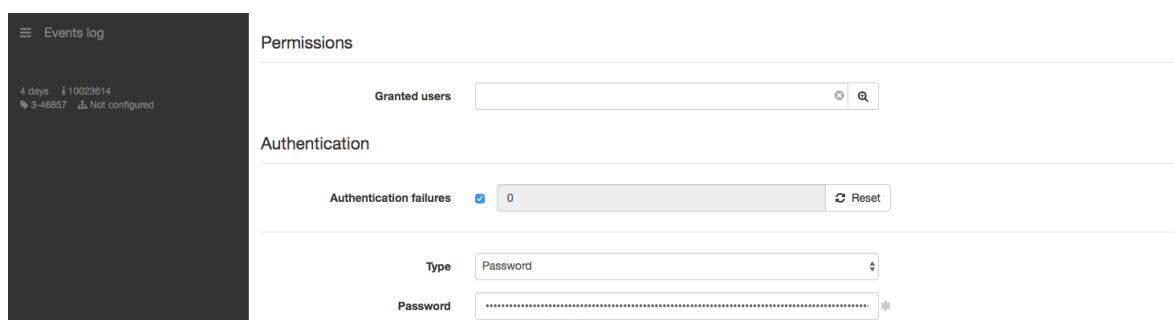 Events log
4 days 10023614
3-46857 Not configured
Permissions
Granted users
Authentication
Authentication failures 0 Reset
Type Password
Password